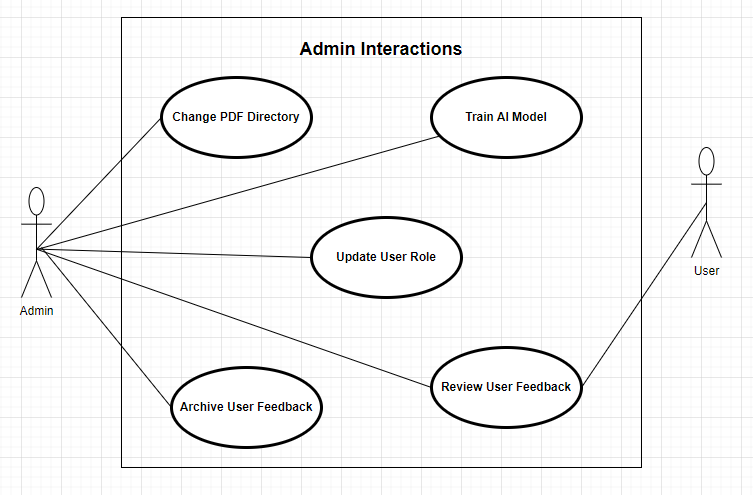 Admin Interactions
Change PDF Directory
Train AI Model
Update User Role
User
Admin
Review User Feedback
Archive User Feedback